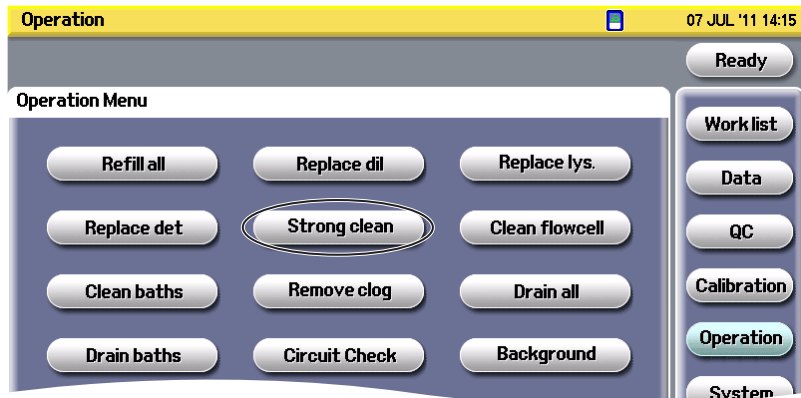 Operation
07 JUL '11 14:15
Ready
Operation Menu
Work list
Refill all
Replace dil
Replace lys.
Data
Replace det
Strong clean
Clean flowcell
QC
Clean baths
Remove clog
Drain all
Calibration
Drain baths
Circuit Check
Background
Operation
System